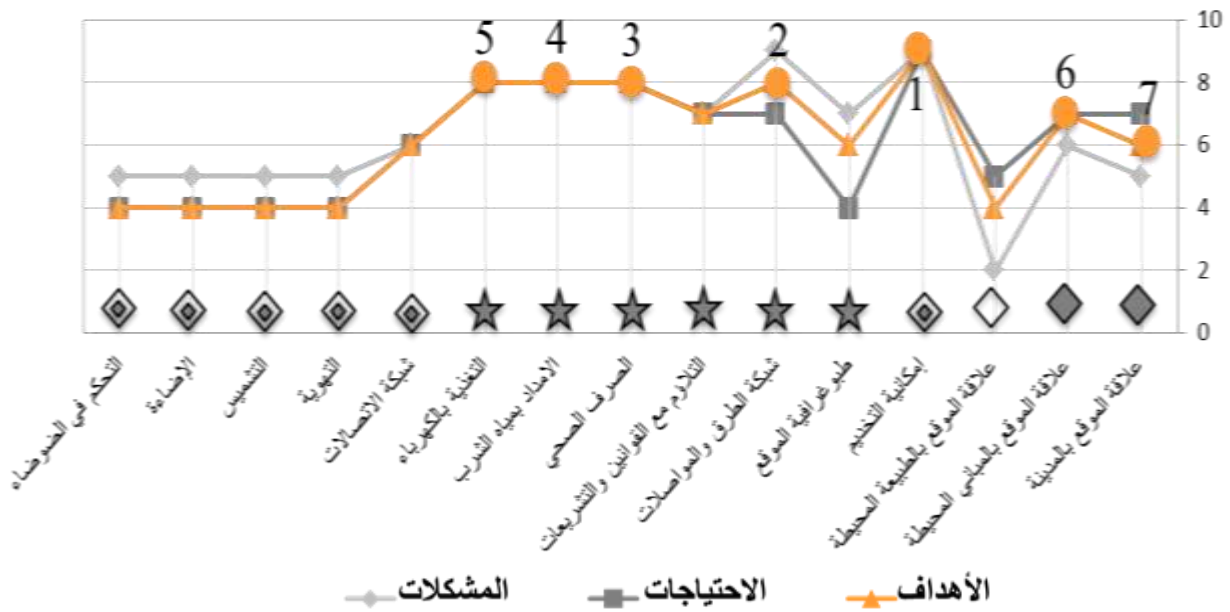 10
8
6
4
2
0
5
4
3
2
1
6
7
علاقة الموقع بالمدينة
علاقة الموقع بالمباني المحيطة
علاقة الموقع بالطبيعة المحيطة
إمكانية التخديم
طبوغرافية الموقع
شبكة الطرق والمواصلات
التلازم مع القوانين والتشريعات
الصرف الصحي
الامداد بمياه الشرب
التغذية بالكهرباء
شبكة الاتصالات
التهوية
التشميس
الإضاءة
التحكم في الضوضاء
الأهداف
الاحتياجات
المشكلات